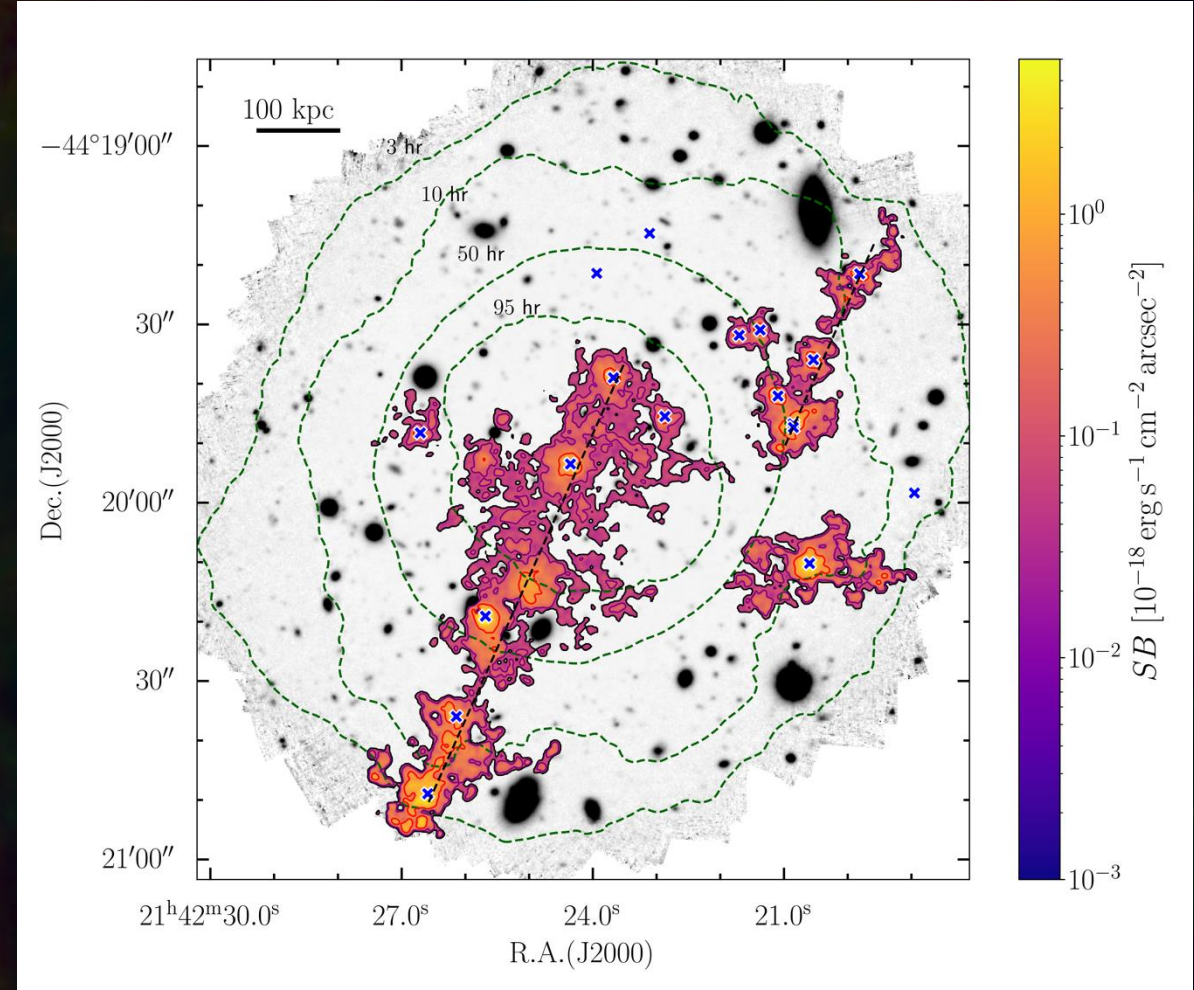 100 kpc
3 hr
10 hr
50 hr
95 hr
−44°19′00″
30″
20′00″
30″
21′00″
Dec.(J2000)
21ʰ42ᵐ30.0ˢ
27.0ˢ
24.0ˢ
21.0ˢ
R.A.(J2000)
10⁰
10⁻¹
10⁻²
10⁻³
SB [10⁻¹⁸ erg s⁻¹ cm⁻² arcsec⁻²]